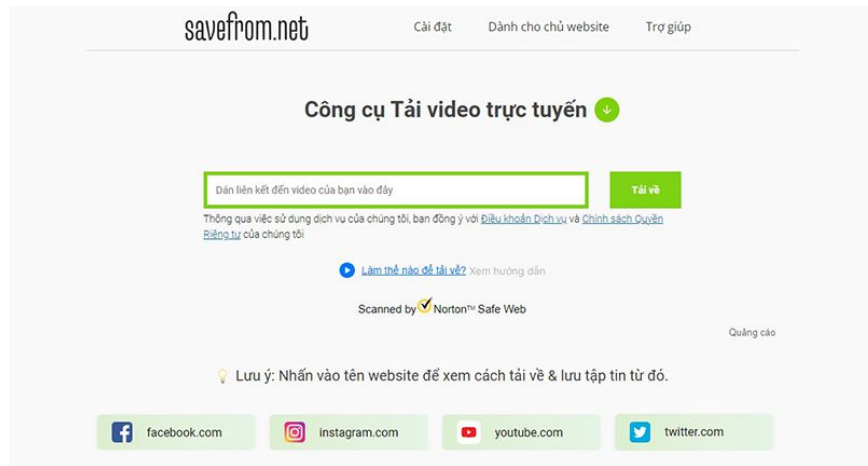 savefrom.net
Cài đặt
Dành cho chủ website
Trợ giúp
Công cụ Tải video trực tuyến
Dán liên kết đến video của bạn vào đây
Tải về
Thông qua việc sử dụng dịch vụ của chúng tôi, bạn đồng ý với Điều khoản Dịch vụ và Chính sách Quyền
Riêng tư của chúng tôi
Làm thế nào để tải về? Xem hướng dẫn
Scanned by Norton™ Safe Web
Quảng cáo
Lưu ý: Nhấn vào tên website để xem cách tải về & lưu tập tin từ đó.
facebook.com
instagram.com
youtube.com
twitter.com